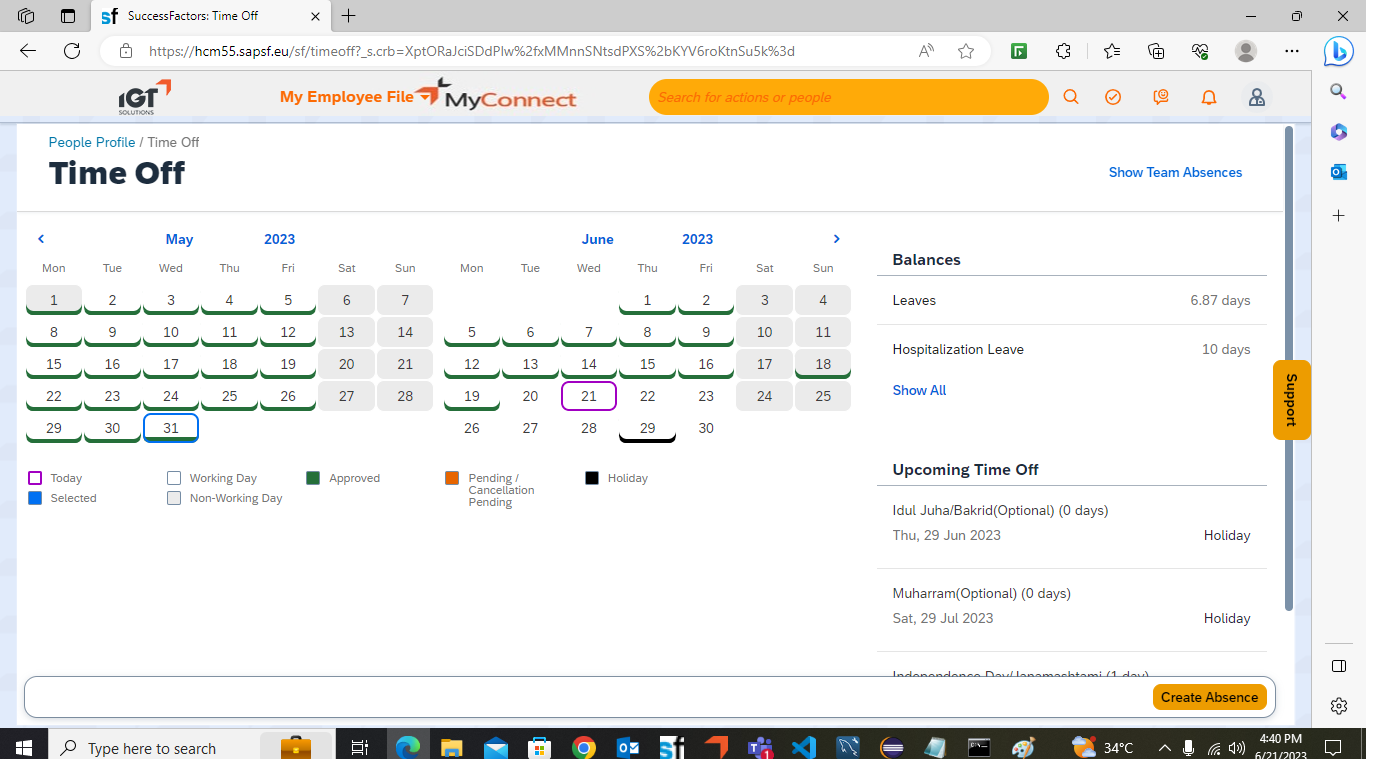 SuccessFactors: Time Off
https://hcm55.sapsf.eu/sf/timeoff?_s.crb=XptORaJciSDdPlw%2fxMMnnSNtsdPXS%2bKYV6roKtnSu5k%3d
IGT SOLUTIONS
My Employee File
MyConnect
Search for actions or people
People Profile / Time Off
Time Off
Show Team Absences
May 2023
Mon Tue Wed Thu Fri Sat Sun
1 2 3 4 5 6 7
8 9 10 11 12 13 14
15 16 17 18 19 20 21
22 23 24 25 26 27 28
29 30 31
June 2023
Mon Tue Wed Thu Fri Sat Sun
1 2 3 4
5 6 7 8 9 10 11
12 13 14 15 16 17 18
19 20 21 22 23 24 25
26 27 28 29 30
Today
Working Day
Approved
Pending /
Cancellation
Pending
Holiday
Selected
Non-Working Day
Balances
Leaves 6.87 days
Hospitalization Leave 10 days
Show All
Support
Upcoming Time Off
Idul Juha/Bakrid(Optional) (0 days)
Thu, 29 Jun 2023 Holiday
Muharram(Optional) (0 days)
Sat, 29 Jul 2023 Holiday
Independence Day/Janamashtami (1 day)
Create Absence
Type here to search
1
34°C
4:40 PM
6/21/2023